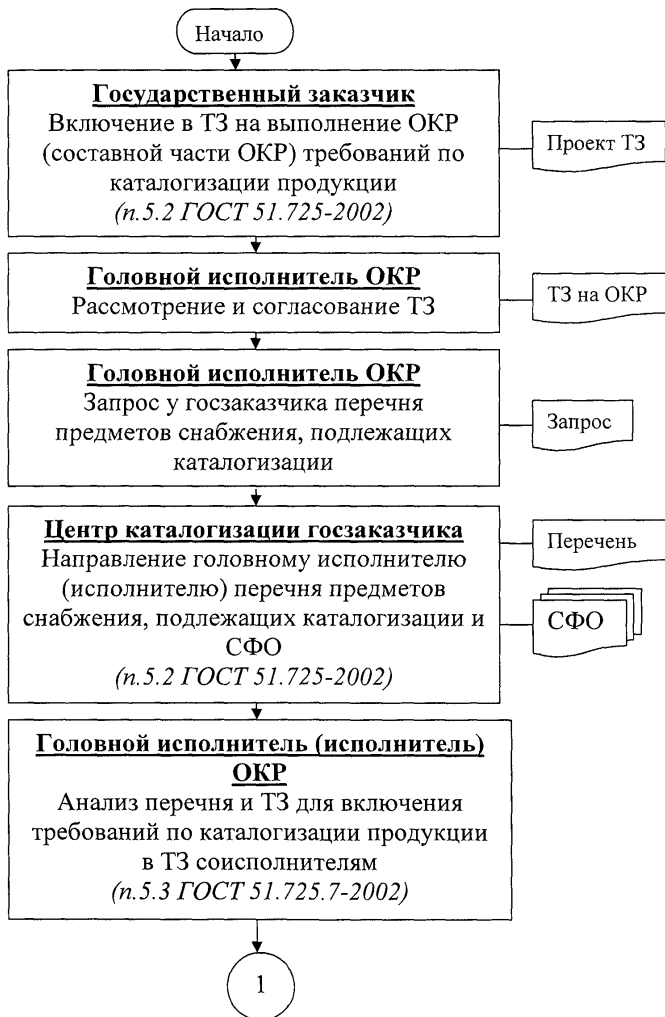 Начало
Государственный заказчик
Включение в ТЗ на выполнение ОКР
(составной части ОКР) требований по
каталогизации продукции
(п.5.2 ГОСТ 51.725-2002)
Проект ТЗ
Головной исполнитель ОКР
Рассмотрение и согласование ТЗ
ТЗ на ОКР
Головной исполнитель ОКР
Запрос у госзаказчика перечня
предметов снабжения, подлежащих
каталогизации
Запрос
Центр каталогизации госзаказчика
Направление головному исполнителю
(исполнителю) перечня предметов
снабжения, подлежащих каталогизации и
СФО
(п.5.2 ГОСТ 51.725-2002)
Перечень
СФО
Головной исполнитель (исполнитель)
ОКР
Анализ перечня и ТЗ для включения
требований по каталогизации продукции
в ТЗ соисполнителям
(п.5.3 ГОСТ 51.725.7-2002)
1